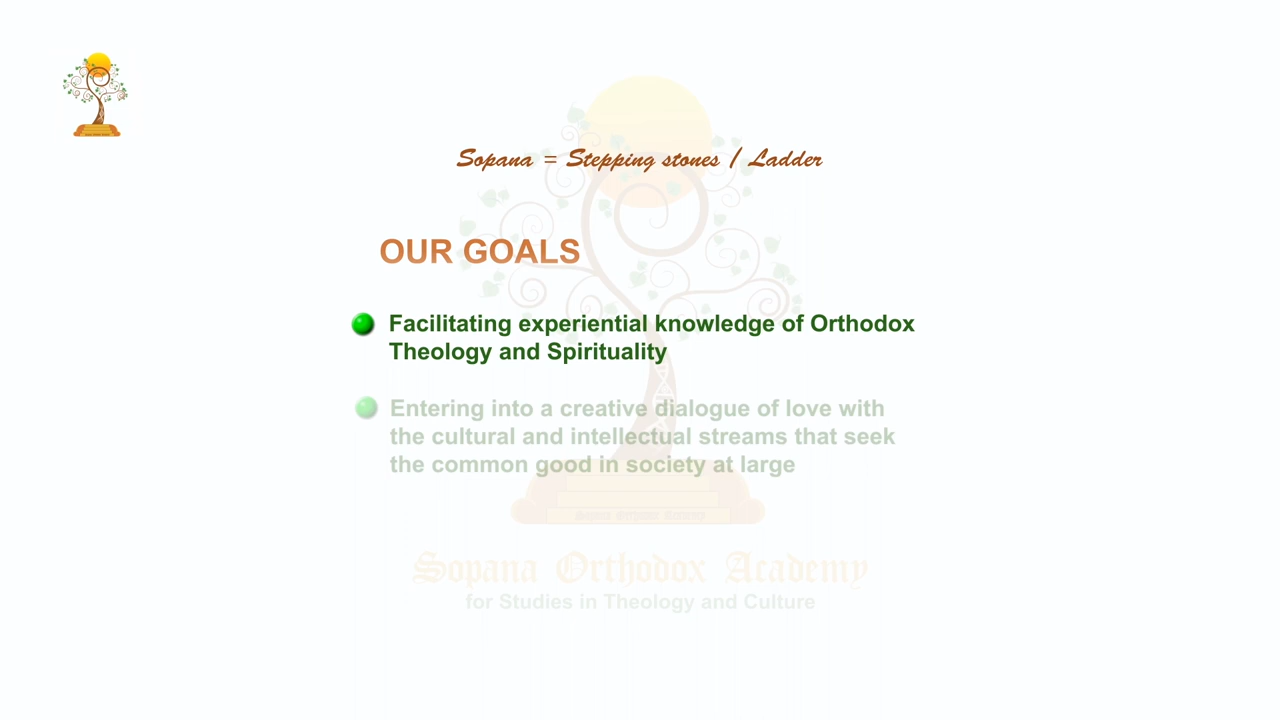 Sopana = Stepping stones / Ladder
OUR GOALS
Facilitating experiential knowledge of Orthodox
Theology and Spirituality
Entering into a creative dialogue of love with
the cultural and intellectual streams that seek
the common good in society at large
Sopana Orthodox Academy
for Studies in Theology and Culture